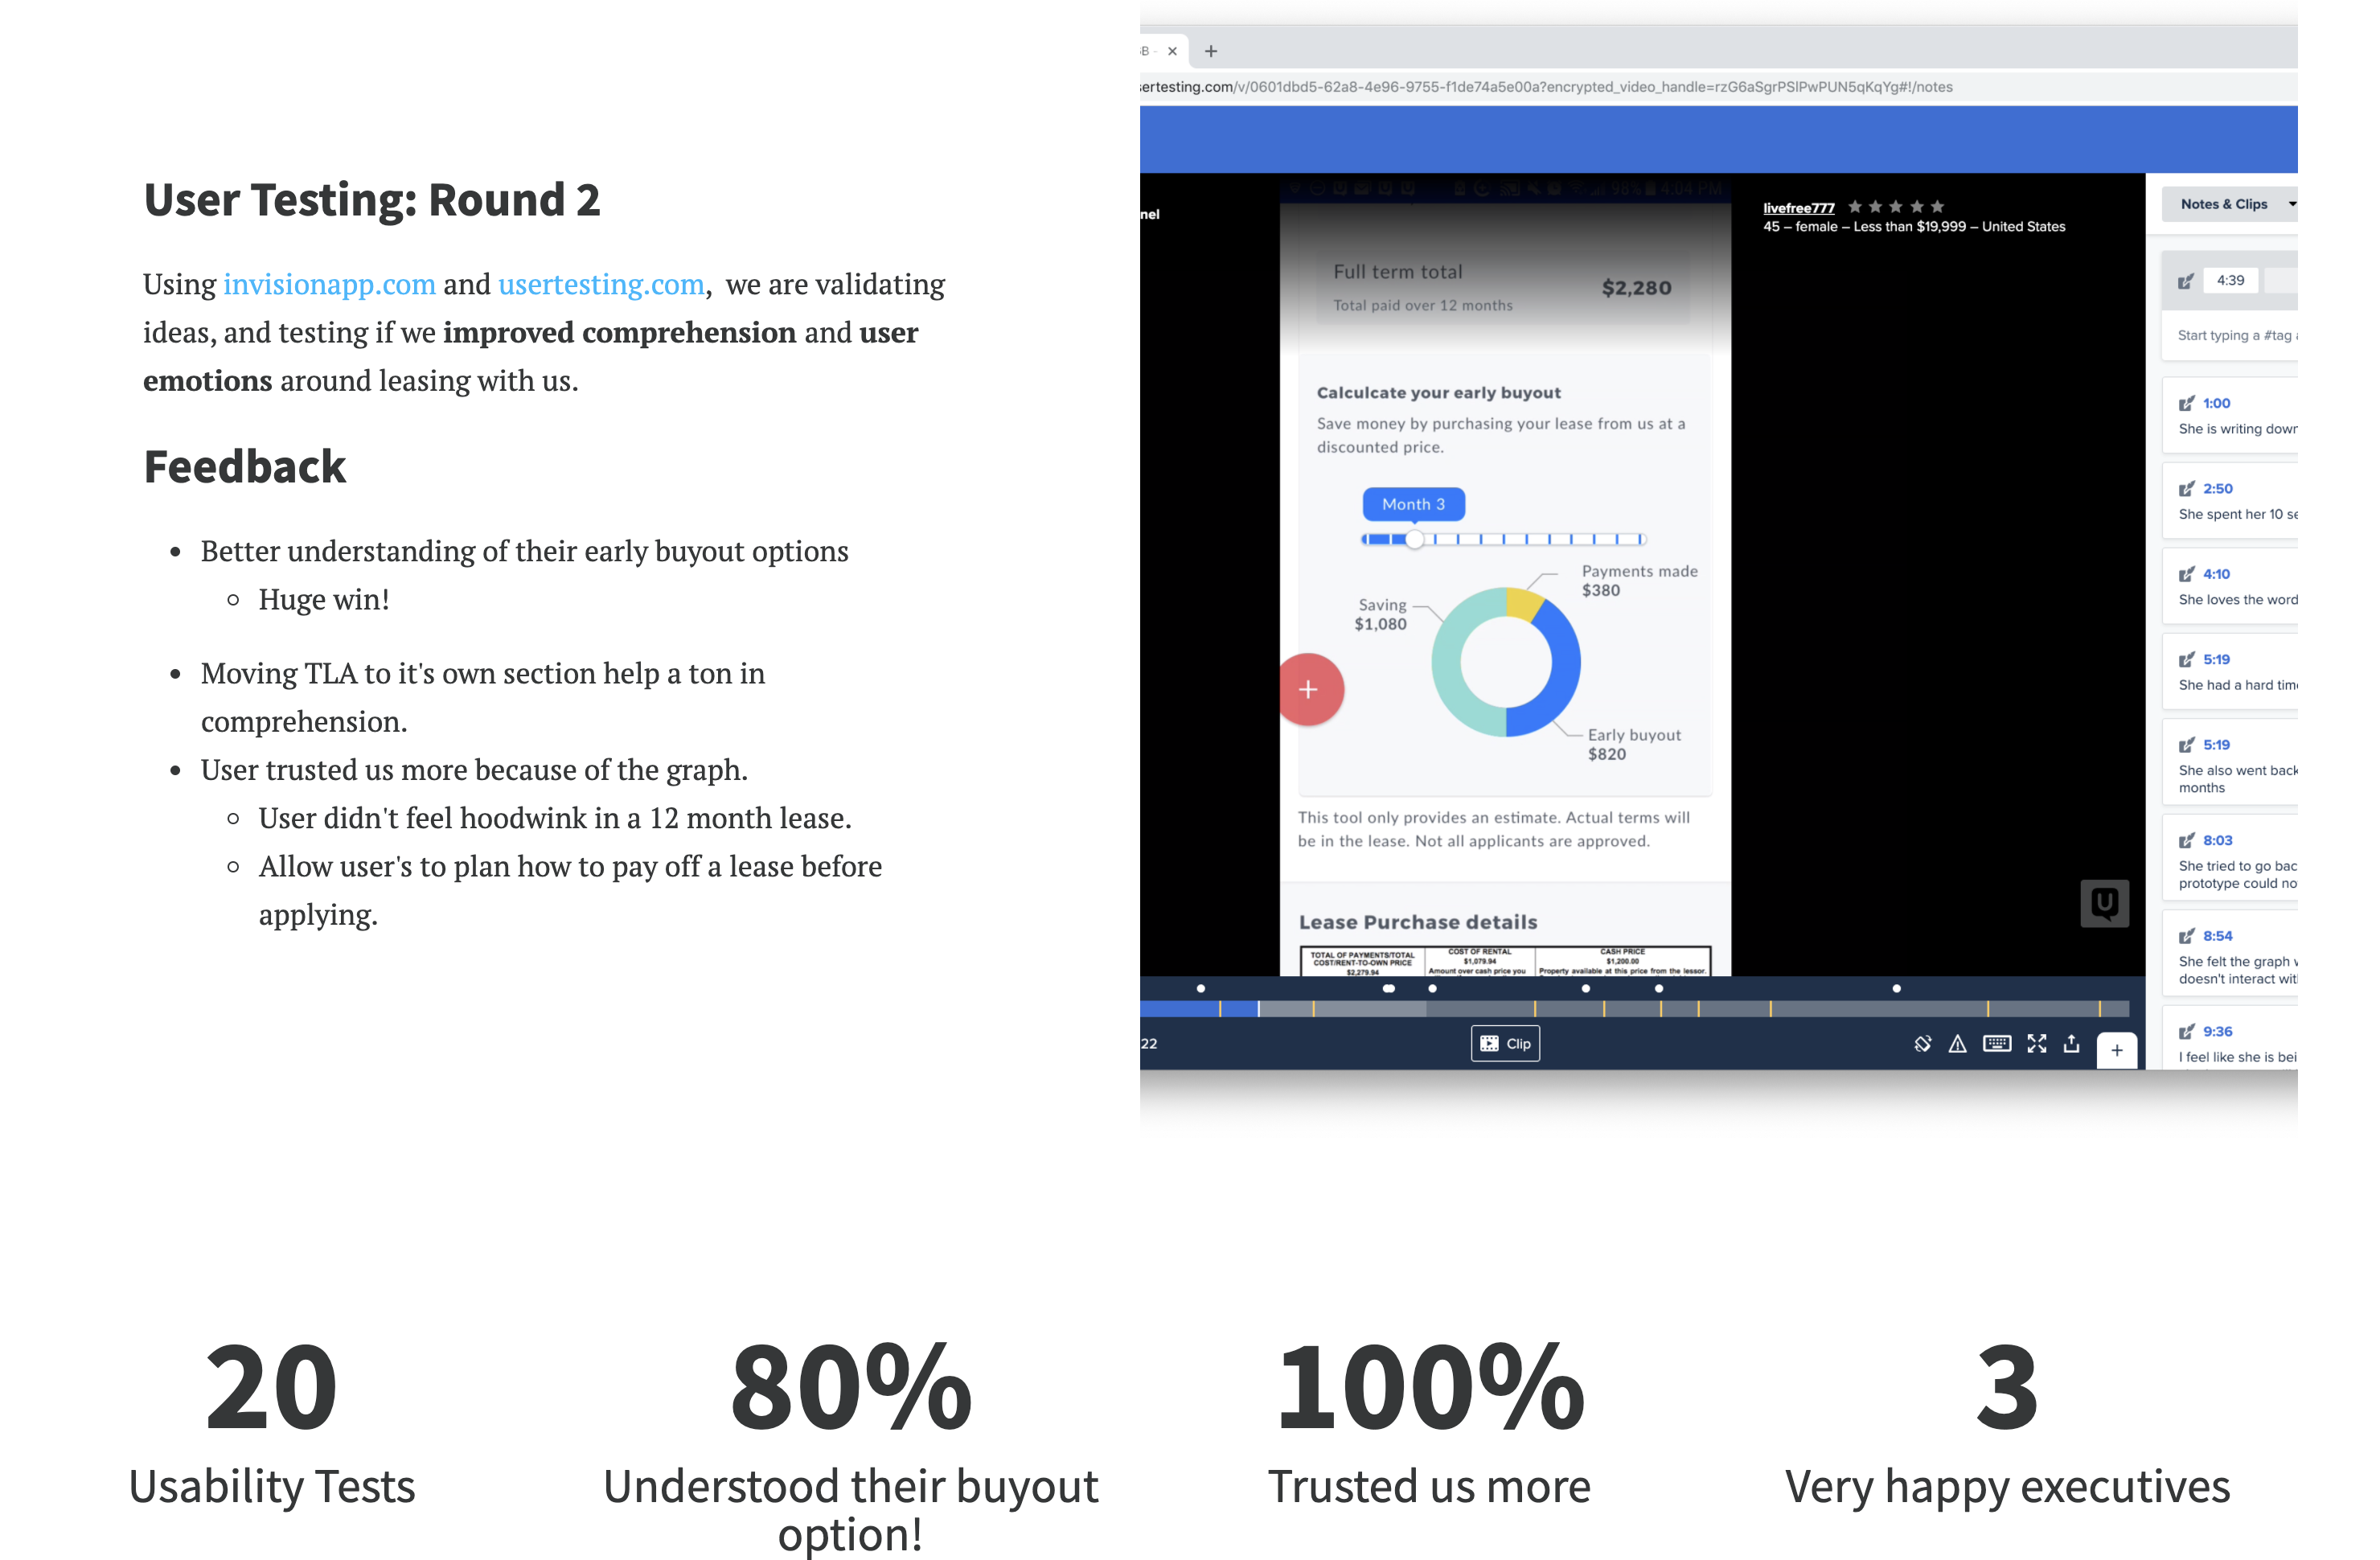 User Testing: Round 2
Using invisionapp.com and usertesting.com,  we are validating
ideas, and testing if we improved comprehension and user
emotions around leasing with us.
Feedback
Better understanding of their early buyout options
Huge win!
Moving TLA to it's own section help a ton in
comprehension.
User trusted us more because of the graph.
User didn't feel hoodwink in a 12 month lease.
Allow user's to plan how to pay off a lease before
applying.
sertesting.com/v/0601dbd5-62a8-4e96-9755-f1de74a5e00a?encrypted_video_handle=rzG6aSgrPSlPwPUN5qKqYg#!/notes
nel
98% 4:04 PM
livefree777
45 – female – Less than $19,999 – United States
Full term total
$2,280
Total paid over 12 months
Calculcate your early buyout
Save money by purchasing your lease from us at a
discounted price.
Month 3
Payments made
$380
Saving
$1,080
Early buyout
$820
This tool only provides an estimate. Actual terms will
be in the lease. Not all applicants are approved.
Lease Purchase details
TOTAL OF PAYMENTS/TOTAL
COST/RENT-TO-OWN PRICE
$2,279.94
COST OF RENTAL
$1,079.94
Amount over cash price you
CASH PRICE
$1,200.00
Property available at this price from the lessor.
22
Clip
Notes & Clips
4:39
Start typing a #tag
1:00
She is writing down
2:50
She spent her 10 se
4:10
She loves the word
5:19
She had a hard tim
5:19
She also went back
months
8:03
She tried to go bac
prototype could no
8:54
She felt the graph
doesn't interact wit
9:36
I feel like she is bei
20
Usability Tests
80%
Understood their buyout
option!
100%
Trusted us more
3
Very happy executives